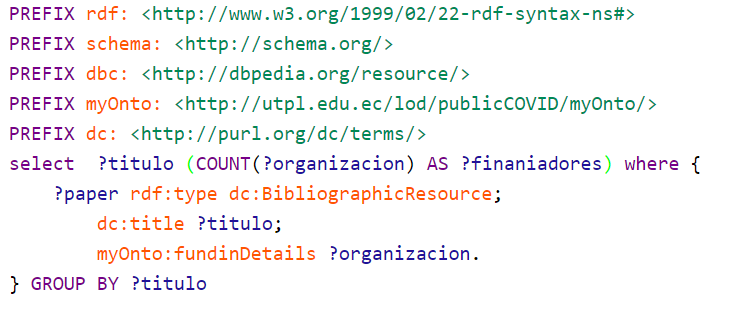 PREFIX rdf: <http://www.w3.org/1999/02/22-rdf-syntax-ns#>
PREFIX schema: <http://schema.org/>
PREFIX dbc: <http://dbpedia.org/resource/>
PREFIX myOnto: <http://utpl.edu.ec/lod/publicCOVID/myOnto/>
PREFIX dc: <http://purl.org/dc/terms/>
select  ?titulo (COUNT(?organizacion) AS ?finaniadores) where {
    ?paper rdf:type dc:BibliographicResource;
        dc:title ?titulo;
        myOnto:fundinDetails ?organizacion.
} GROUP BY ?titulo